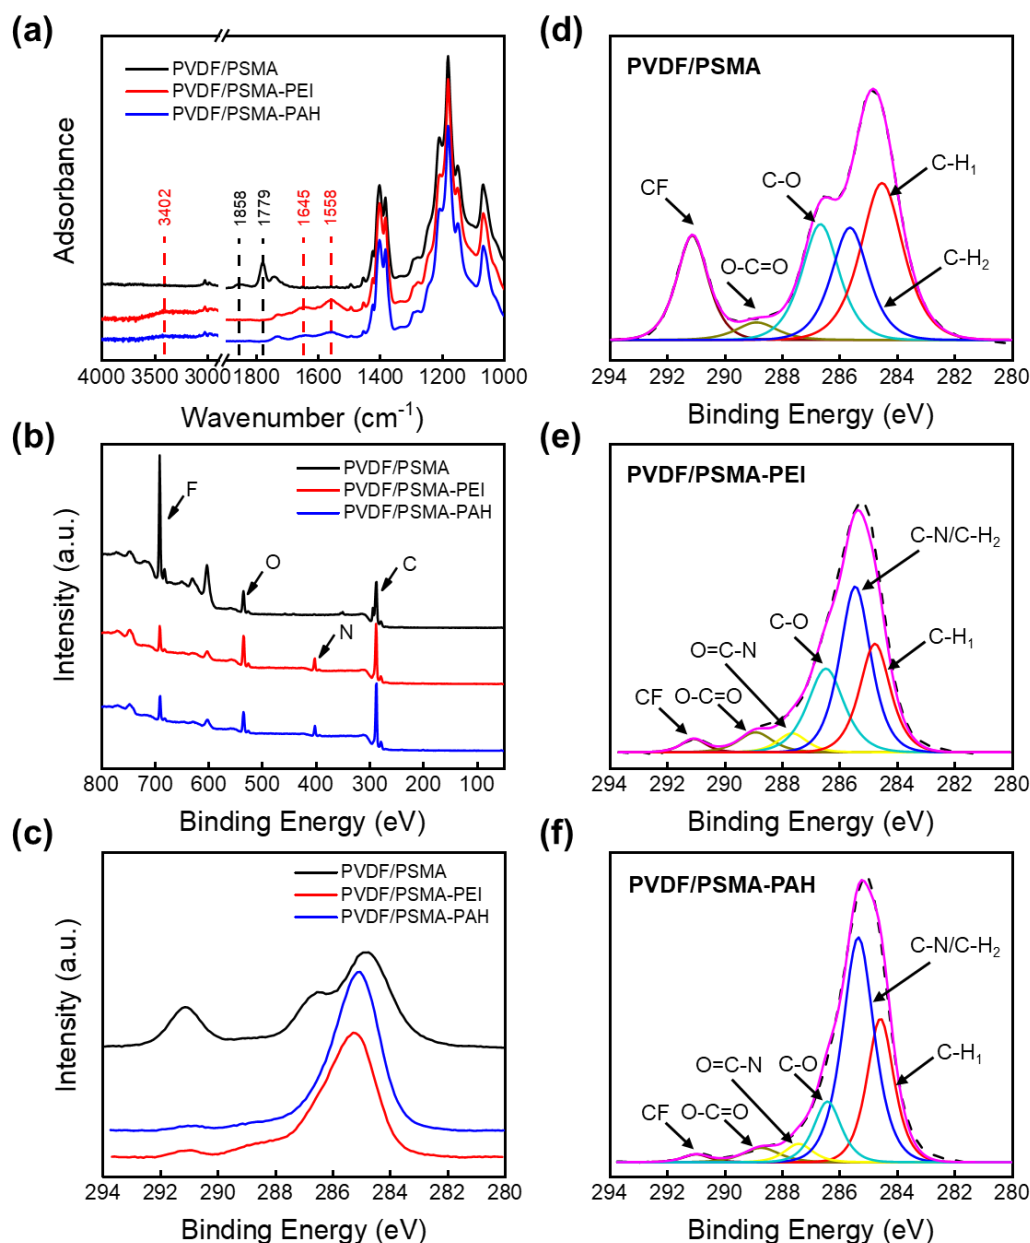 (a)
PVDF/PSMA
PVDF/PSMA-PEI
PVDF/PSMA-PAH
3402
1858
1779
1645
1558
Adsorbance
4000 3500 3000 1800 1600 1400 1200 1000
Wavenumber (cm-1)
(b)
PVDF/PSMA
PVDF/PSMA-PEI
PVDF/PSMA-PAH
F
O
N
C
Intensity (a.u.)
800 700 600 500 400 300 200 100
Binding Energy (eV)
(c)
PVDF/PSMA
PVDF/PSMA-PEI
PVDF/PSMA-PAH
Intensity (a.u.)
294 292 290 288 286 284 282 280
Binding Energy (eV)
(d)
PVDF/PSMA
CF
O-C=O
C-O
C-H1
C-H2
294 292 290 288 286 284 282 280
Binding Energy (eV)
(e)
PVDF/PSMA-PEI
C-N/C-H2
C-O
O=C-N
C-H1
CF
O-C=O
294 292 290 288 286 284 282 280
Binding Energy (eV)
(f)
PVDF/PSMA-PAH
C-N/C-H2
O=C-N
C-O
C-H1
CF
O-C=O
294 292 290 288 286 284 282 280
Binding Energy (eV)